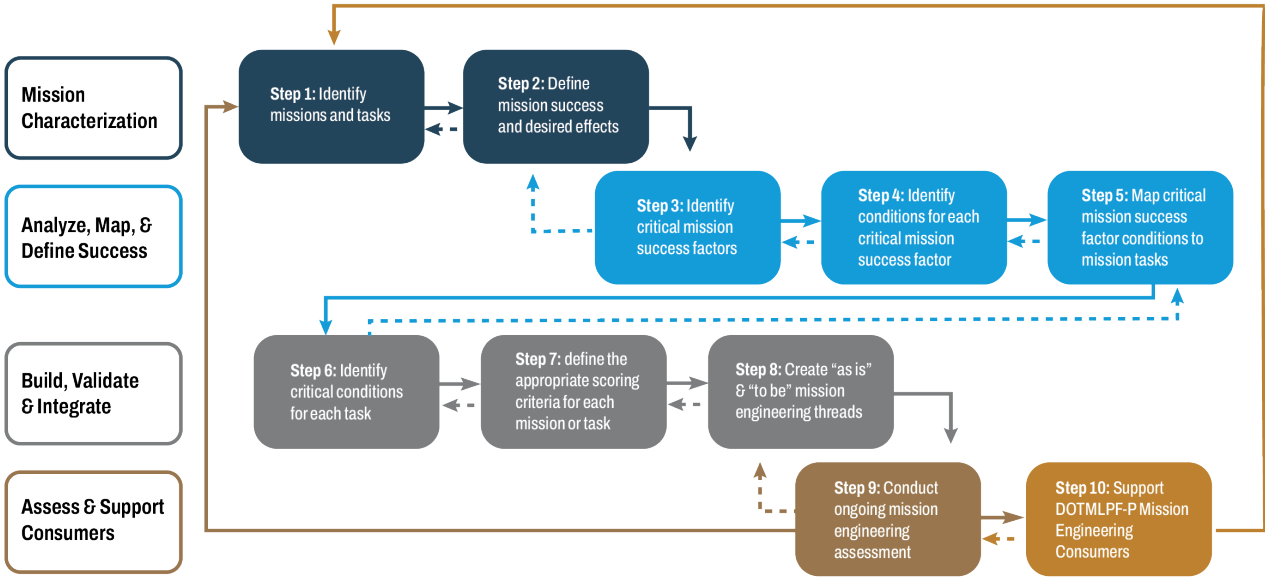 Mission
Characterization
Step 1: Identify
missions and tasks
Step 2: Define
mission success
and desired effects
Analyze, Map, &
Define Success
Step 3: Identify
critical mission
success factors
Step 4: Identify
conditions for each
critical mission
success factor
Step 5: Map critical
mission success
factor conditions to
mission tasks
Build, Validate
& Integrate
Step 6: Identify
critical conditions
for each task
Step 7: define the
appropriate scoring
criteria for each
mission or task
Step 8: Create “as is”
& “to be” mission
engineering threads
Assess & Support
Consumers
Step 9: Conduct
ongoing mission
engineering
assessment
Step 10: Support
DOTMLPF-P Mission
Engineering
Consumers